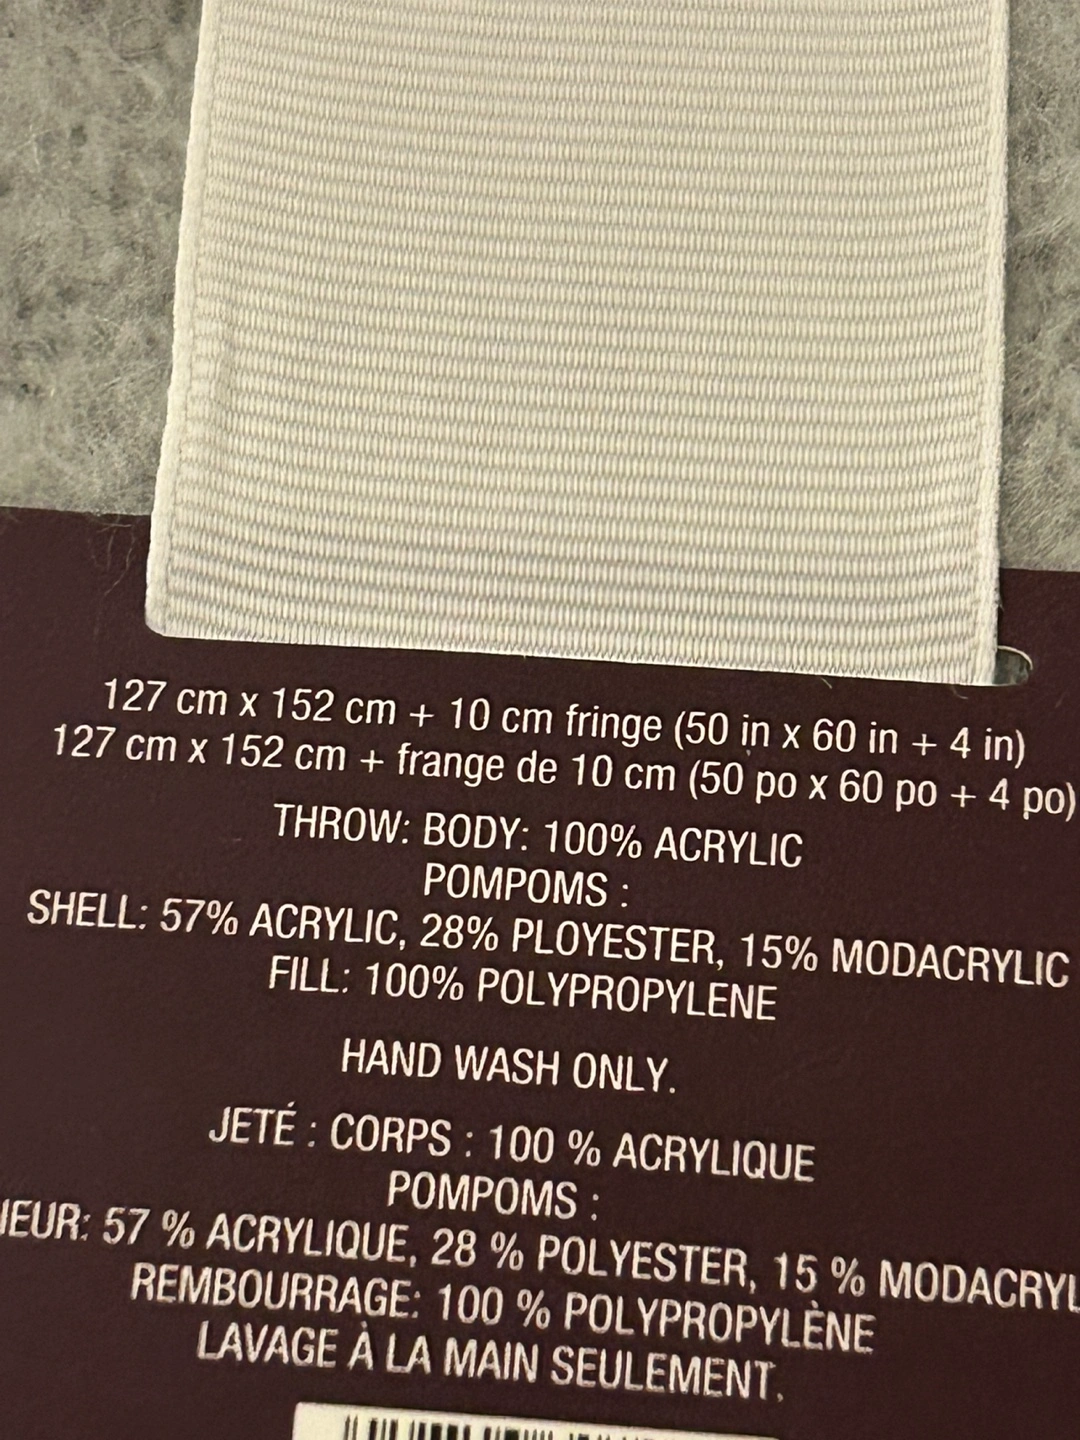 127 cm x 152 cm + 10 cm fringe (50 in x 60 in + 4 in)
127 cm x 152 cm + frange de 10 cm (50 po x 60 po + 4 po)
THROW: BODY: 100% ACRYLIC
POMPOMS :
SHELL: 57% ACRYLIC, 28% PLOYESTER, 15% MODACRYLIC
FILL: 100% POLYPROPYLENE
HAND WASH ONLY.
JETÉ : CORPS : 100 % ACRYLIQUE
POMPOMS :
IEUR: 57 % ACRYLIQUE, 28 % POLYESTER, 15 % MODACRYL
REMBOURRAGE: 100 % POLYPROPYLÈNE
LAVAGE À LA MAIN SEULEMENT.